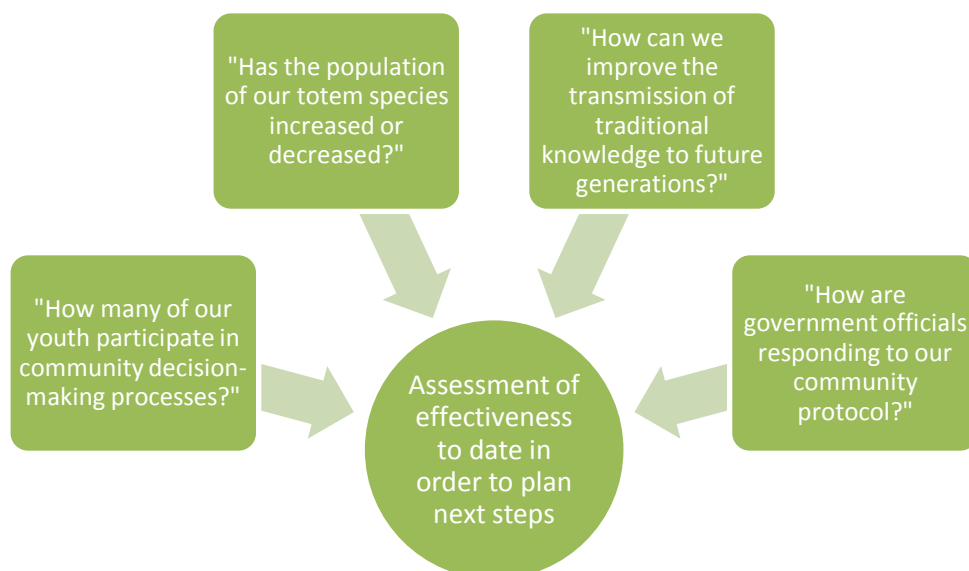 "Has the population
of our totem species
increased or
decreased?"
"How can we
improve the
transmission of
traditional
knowledge to future
generations?"
"How many of our
youth participate in
community decision-
making processes?"
"How are
government officials
responding to our
community
protocol?"
Assessment of
effectiveness
to date in
order to plan
next steps